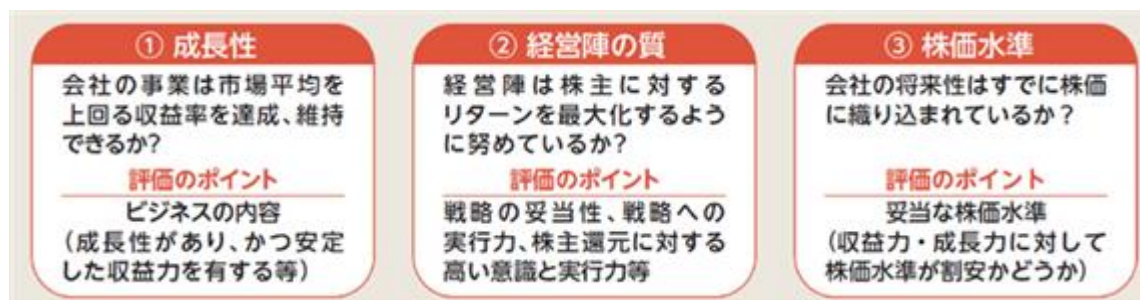 ① 成長性
会社の事業は市場平均を
上回る収益率を達成、維持
できるか?
評価のポイント
ビジネスの内容
(成長性があり、かつ安定
した収益力を有する等)
② 経営陣の質
経営陣は株主に対する
リターンを最大化するよう
に努めているか?
評価のポイント
戦略の妥当性、戦略への
実行力、株主還元に対する
高い意識と実行力等
③ 株価水準
会社の将来性はすでに株価
に織り込まれているか?
評価のポイント
妥当な株価水準
(収益力・成長力に対して
株価水準が割安かどうか)